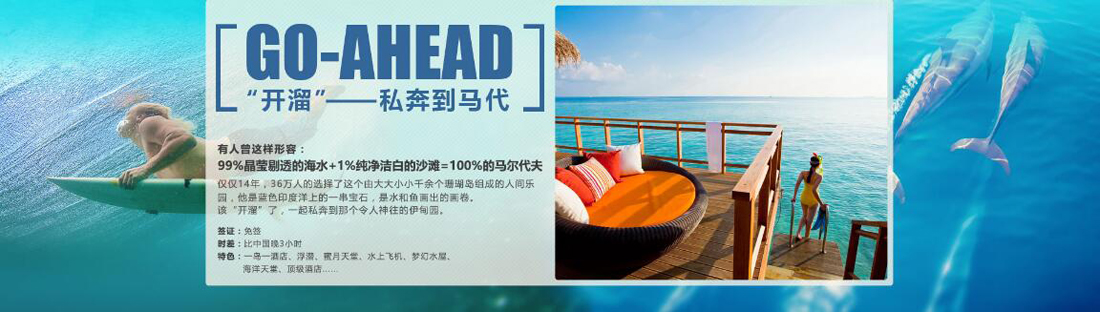 GO-AHEAD
“开溜”——私奔到马代
有人曾这样形容：
99%晶莹剔透的海水+1%纯净洁白的沙滩=100%的马尔代夫
仅仅14年，36万人的选择了这个由大大小小千余个珊瑚岛组成的人间乐
园，他是蓝色印度洋上的一串宝石，是水和鱼画出的画卷。
该“开溜”了，一起私奔到那个令人神往的伊甸园。
签证：免签
时差：比中国晚3小时
特色：一岛一酒店、浮潜、蜜月天堂、水上飞机、梦幻水屋、
海洋天堂、顶级酒店……